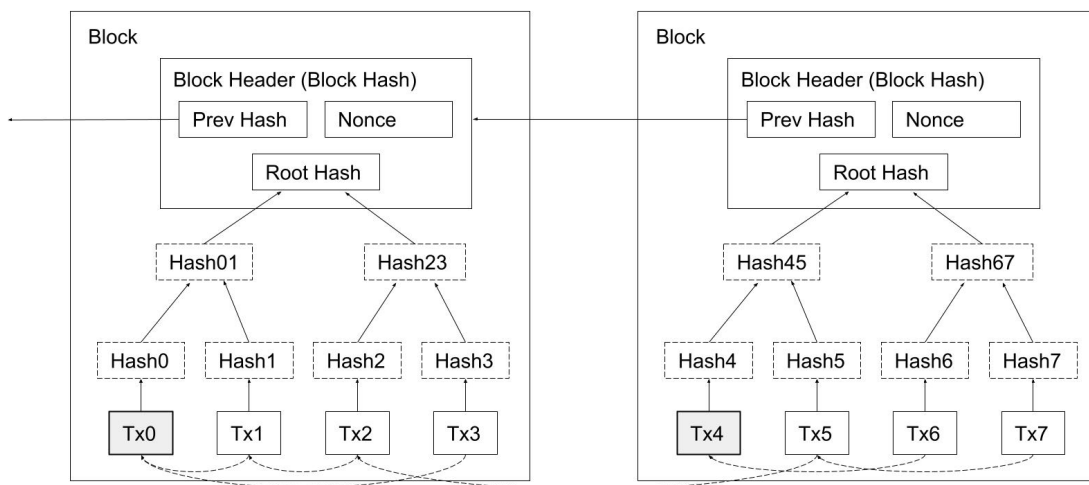 Block
Block
Block Header (Block Hash)
Block Header (Block Hash)
Prev Hash
Nonce
Prev Hash
Nonce
Root Hash
Root Hash
Hash01
Hash23
Hash45
Hash67
Hash0
Hash1
Hash2
Hash3
Hash4
Hash5
Hash6
Hash7
Tx0
Tx1
Tx2
Tx3
Tx4
Tx5
Tx6
Tx7